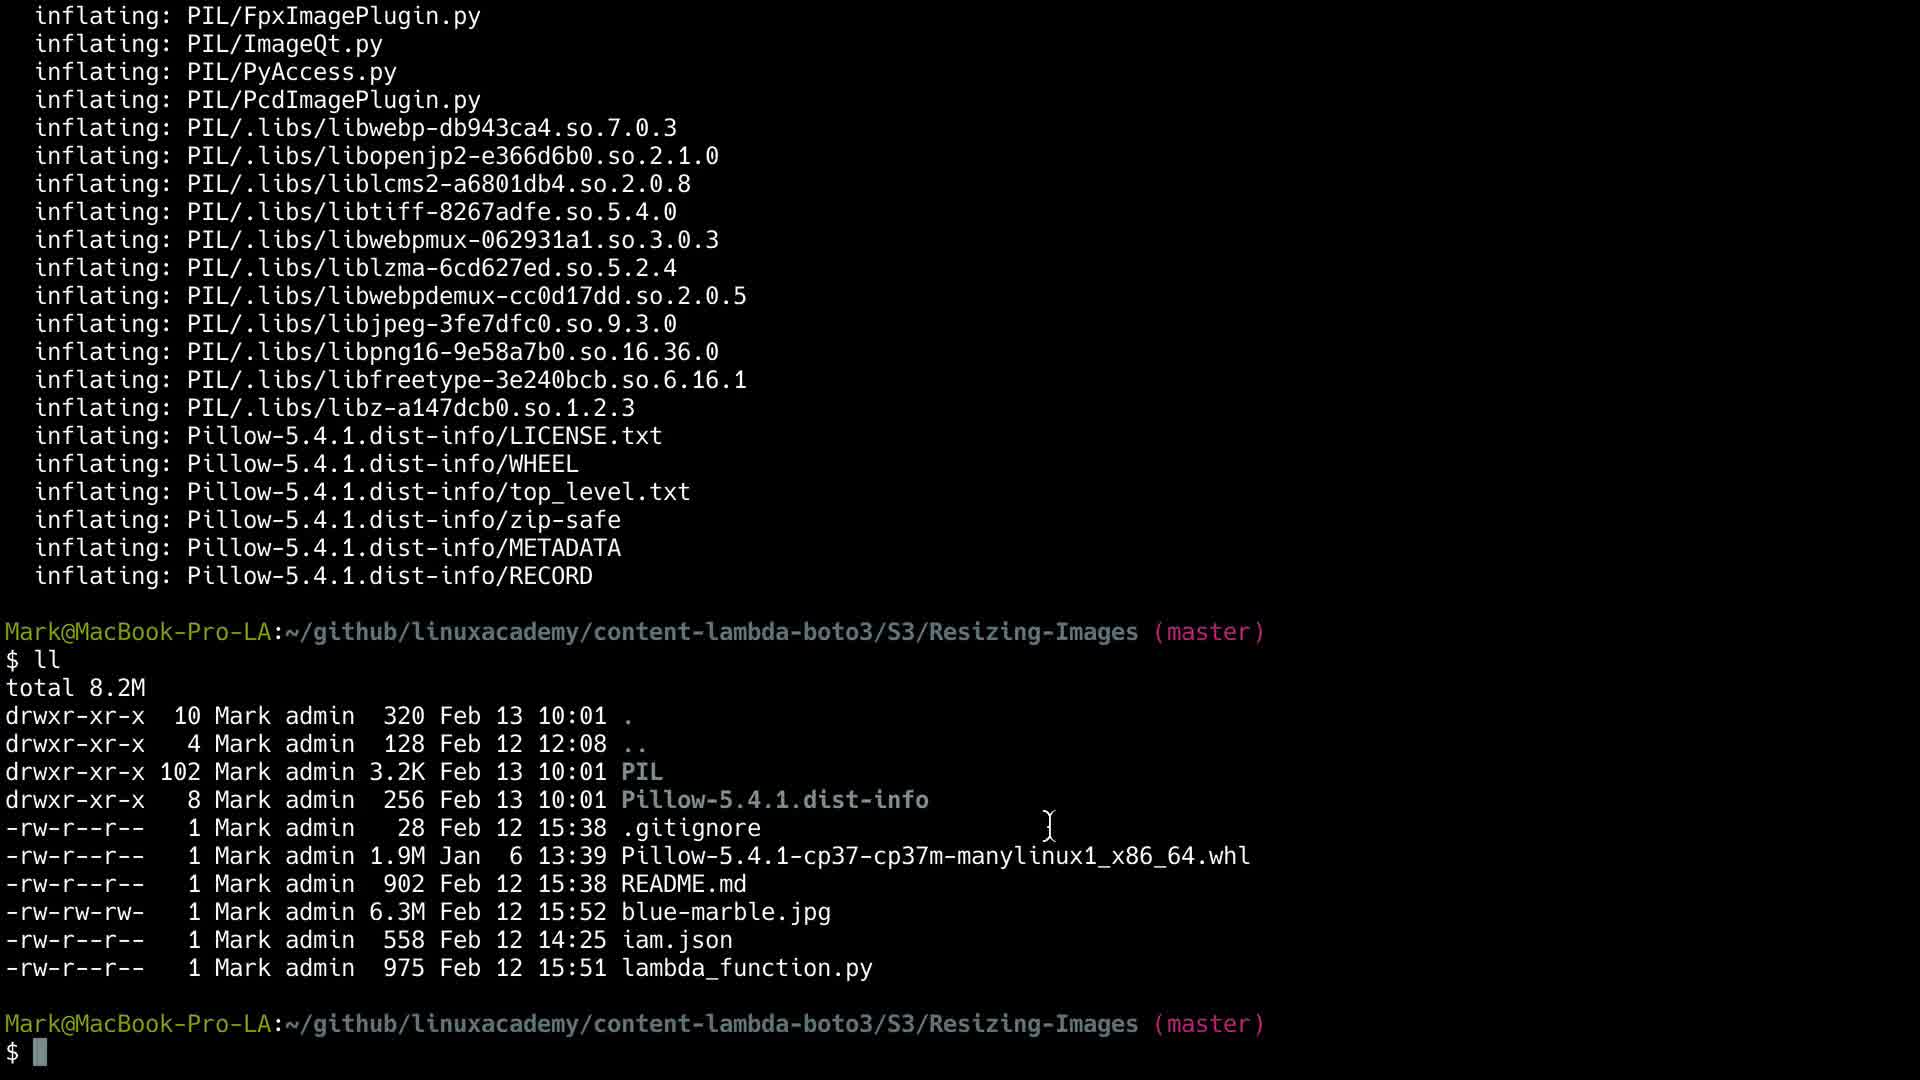 inflating: PIL/FpxImagePlugin.py
inflating: PIL/ImageQt.py
inflating: PIL/PyAccess.py
inflating: PIL/PcdImagePlugin.py
inflating: PIL/.libs/libwebp-db943ca4.so.7.0.3
inflating: PIL/.libs/libopenjp2-e366d6b0.so.2.1.0
inflating: PIL/.libs/liblcms2-a6801db4.so.2.0.8
inflating: PIL/.libs/libtiff-8267adfe.so.5.4.0
inflating: PIL/.libs/libwebpmux-062931a1.so.3.0.3
inflating: PIL/.libs/liblzma-6cd627ed.so.5.2.4
inflating: PIL/.libs/libwebpdemux-cc0d17dd.so.2.0.5
inflating: PIL/.libs/libjpeg-3fe7dfc0.so.9.3.0
inflating: PIL/.libs/libpng16-9e58a7b0.so.16.36.0
inflating: PIL/.libs/libfreetype-3e240bcb.so.6.16.1
inflating: PIL/.libs/libz-a147dcb0.so.1.2.3
inflating: Pillow-5.4.1.dist-info/LICENSE.txt
inflating: Pillow-5.4.1.dist-info/WHEEL
inflating: Pillow-5.4.1.dist-info/top_level.txt
inflating: Pillow-5.4.1.dist-info/zip-safe
inflating: Pillow-5.4.1.dist-info/METADATA
inflating: Pillow-5.4.1.dist-info/RECORD
Mark@MacBook-Pro-LA:~/github/linuxacademy/content-lambda-boto3/S3/Resizing-Images (master)
$ ll
total 8.2M
drwxr-xr-x  10 Mark admin  320 Feb 13 10:01 .
drwxr-xr-x   4 Mark admin  128 Feb 12 12:08 ..
drwxr-xr-x 102 Mark admin 3.2K Feb 13 10:01 PIL
drwxr-xr-x   8 Mark admin  256 Feb 13 10:01 Pillow-5.4.1.dist-info
-rw-r--r--   1 Mark admin   28 Feb 12 15:38 .gitignore
-rw-r--r--   1 Mark admin 1.9M Jan  6 13:39 Pillow-5.4.1-cp37-cp37m-manylinux1_x86_64.whl
-rw-r--r--   1 Mark admin  902 Feb 12 15:38 README.md
-rw-rw-rw-   1 Mark admin 6.3M Feb 12 15:52 blue-marble.jpg
-rw-r--r--   1 Mark admin  558 Feb 12 14:25 iam.json
-rw-r--r--   1 Mark admin  975 Feb 12 15:51 lambda_function.py
Mark@MacBook-Pro-LA:~/github/linuxacademy/content-lambda-boto3/S3/Resizing-Images (master)
$